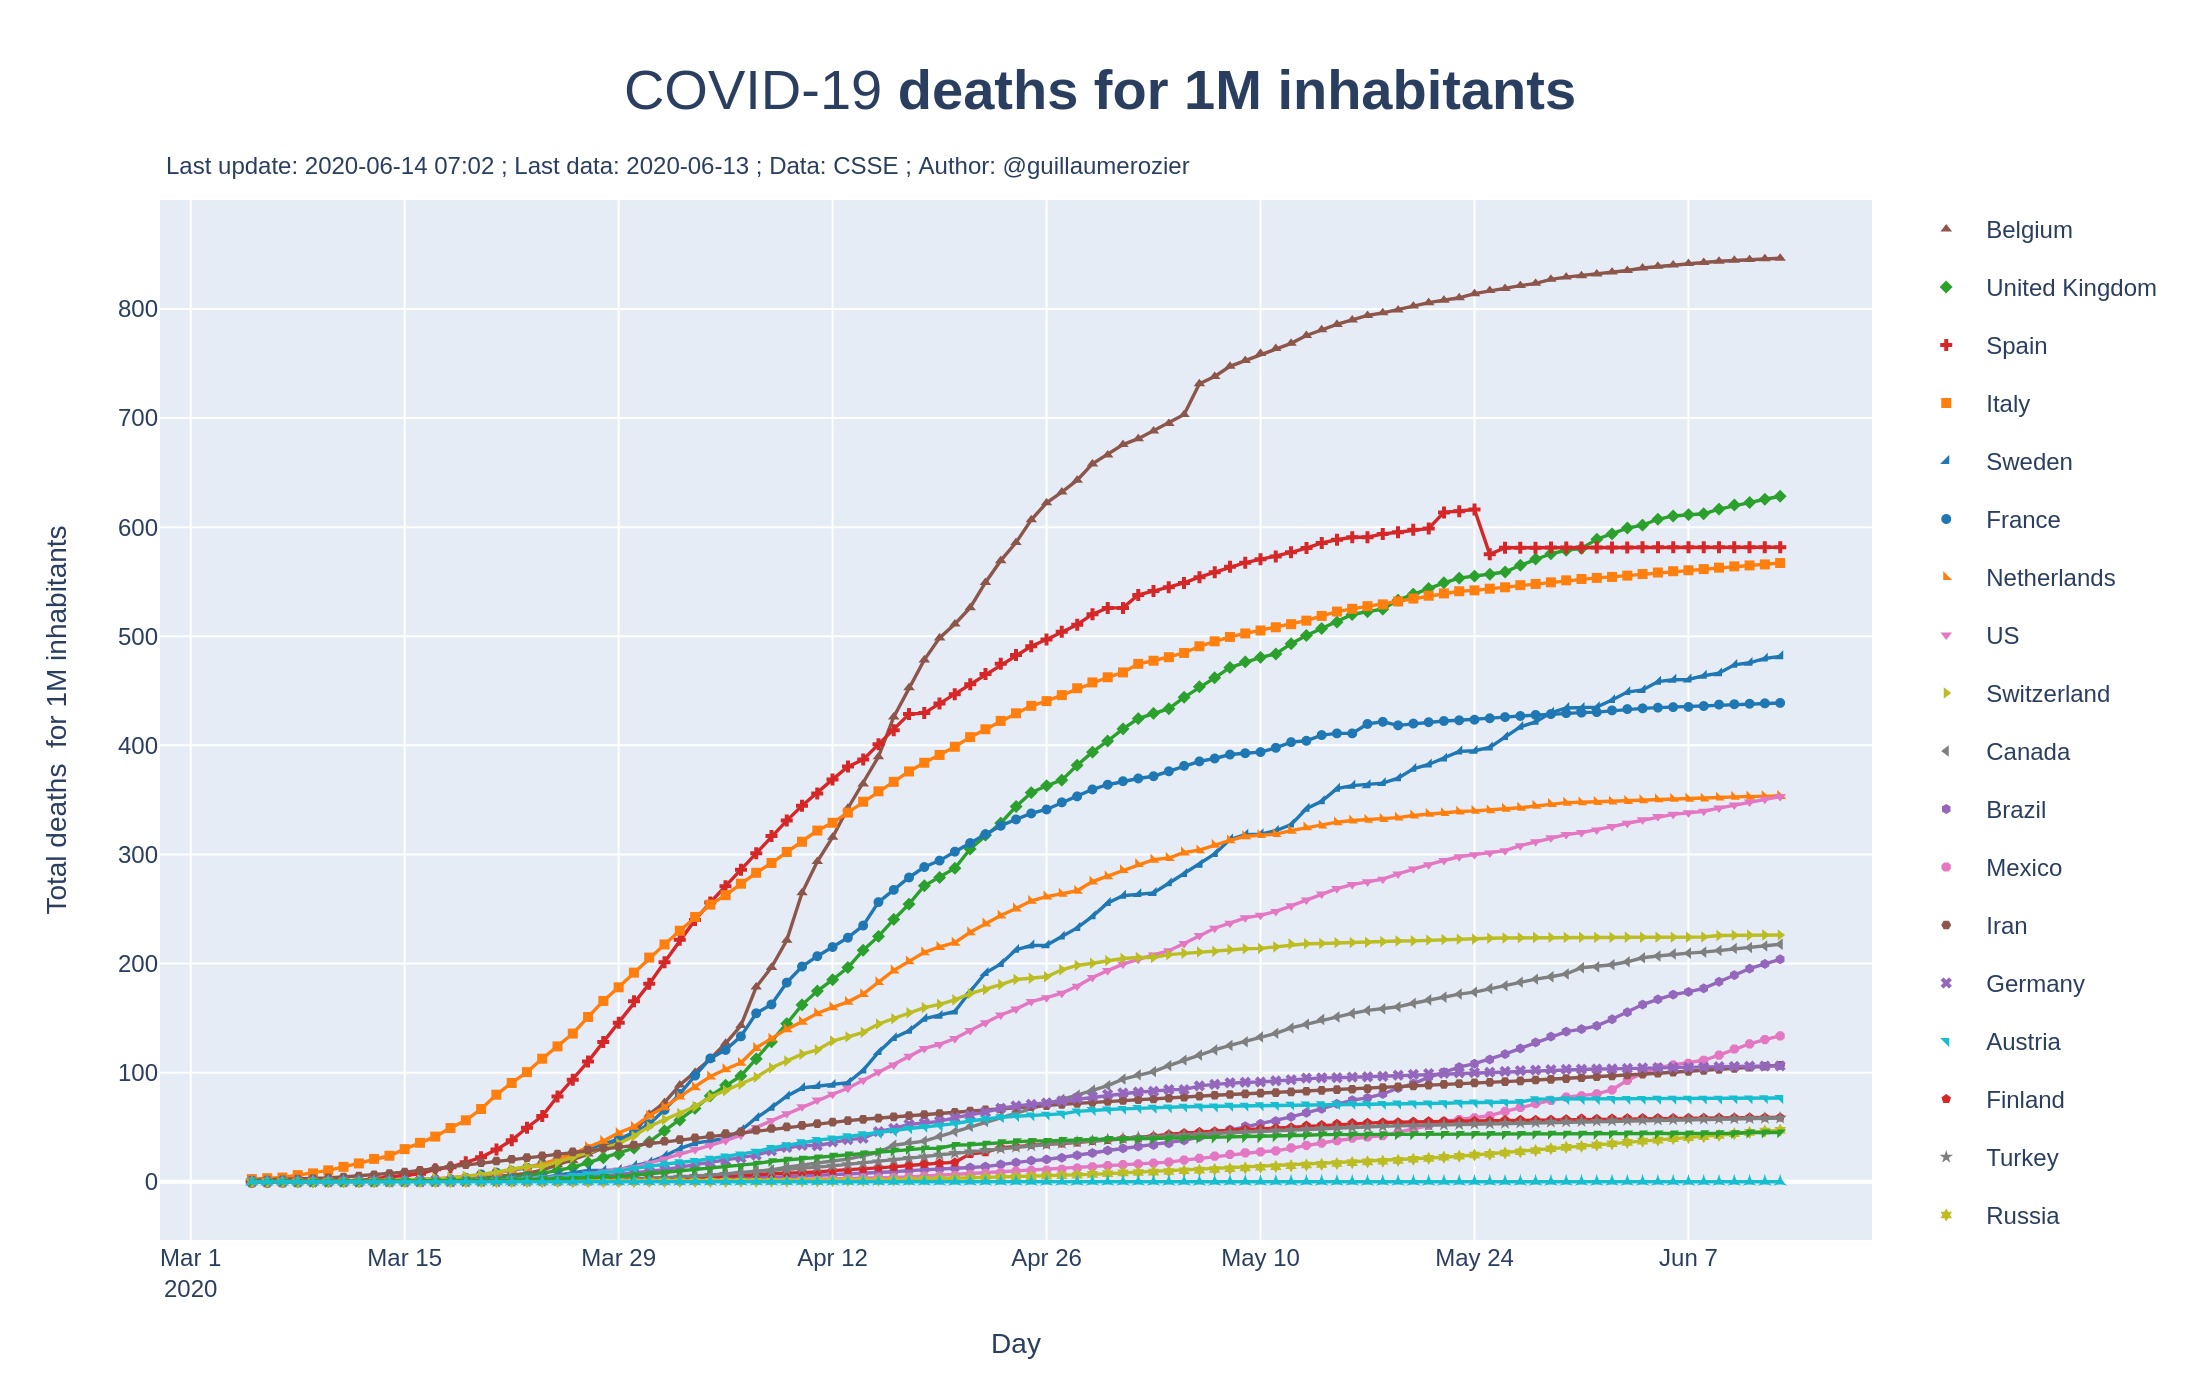 COVID-19 deaths for 1M inhabitants
Last update: 2020-06-14 07:02 ; Last data: 2020-06-13 ; Data: CSSE ; Author: @guillaumerozier
Total deaths  for 1M inhabitants
800
700
600
500
400
300
200
100
0
Mar 1
2020
Mar 15
Mar 29
Apr 12
Apr 26
May 10
May 24
Jun 7
Day
Belgium
United Kingdom
Spain
Italy
Sweden
France
Netherlands
US
Switzerland
Canada
Brazil
Mexico
Iran
Germany
Austria
Finland
Turkey
Russia